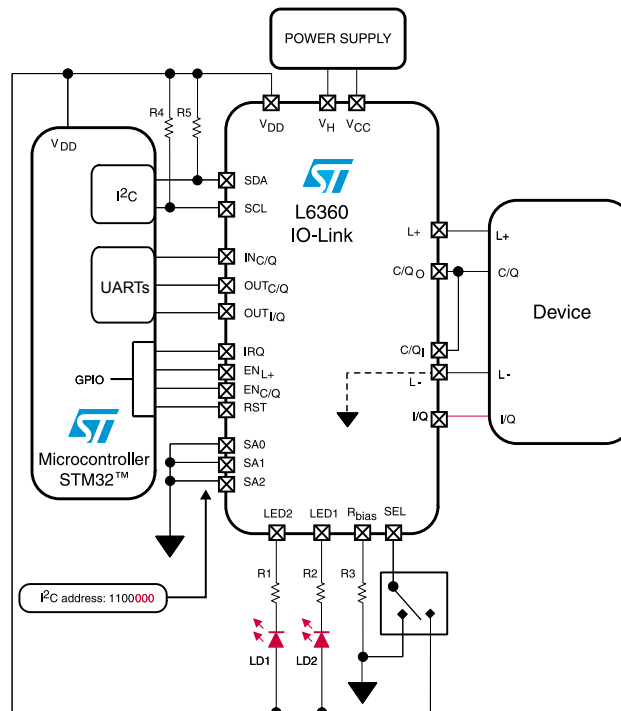 POWER SUPPLY
R4
R5
VDD
VH
VCC
VDD
I2C
SDA
SCL
ST
L6360
IO-Link
L+
L+
C/QO
C/Q
UARTs
INC/Q
OUTC/Q
OUTI/Q
Device
C/QI
L-
L-
GPIO
IRQ
ENL+
ENC/Q
RST
I/Q
I/Q
ST
Microcontroller
STM32™
SA0
SA1
SA2
LED2
LED1
Rbias
SEL
R1
R2
R3
I2C address: 1100000
LD1
LD2